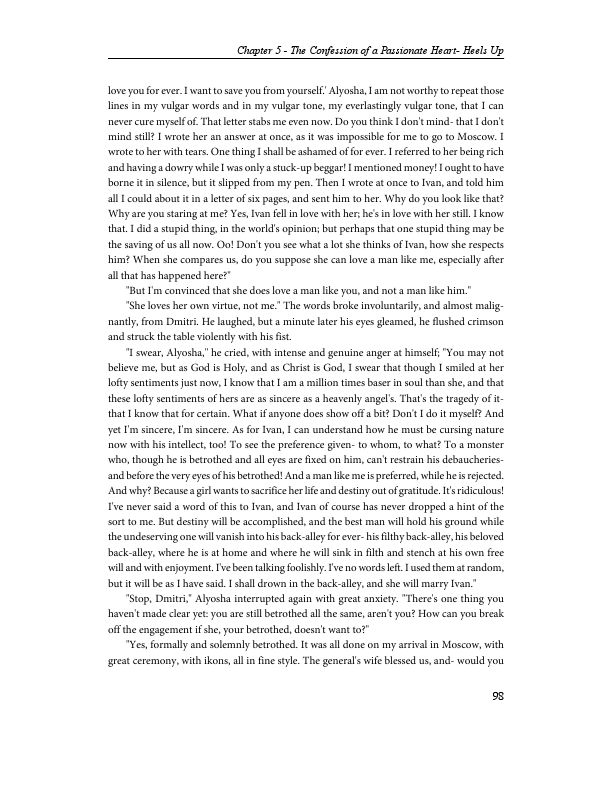 Chapter 5 - The Confession of a Passionate Heart- Heels Up
love you for ever. I want to save you from yourself.' Alyosha, I am not worthy to repeat those
lines in my vulgar words and in my vulgar tone, my everlastingly vulgar tone, that I can
never cure myself of. That letter stabs me even now. Do you think I don't mind- that I don't
mind still? I wrote her an answer at once, as it was impossible for me to go to Moscow. I
wrote to her with tears. One thing I shall be ashamed of for ever. I referred to her being rich
and having a dowry while I was only a stuck-up beggar! I mentioned money! I ought to have
borne it in silence, but it slipped from my pen. Then I wrote at once to Ivan, and told him
all I could about it in a letter of six pages, and sent him to her. Why do you look like that?
Why are you staring at me? Yes, Ivan fell in love with her; he's in love with her still. I know
that. I did a stupid thing, in the world's opinion; but perhaps that one stupid thing may be
the saving of us all now. Oo! Don't you see what a lot she thinks of Ivan, how she respects
him? When she compares us, do you suppose she can love a man like me, especially after
all that has happened here?"
"But I'm convinced that she does love a man like you, and not a man like him."
"She loves her own virtue, not me." The words broke involuntarily, and almost malig-
nantly, from Dmitri. He laughed, but a minute later his eyes gleamed, he flushed crimson
and struck the table violently with his fist.
"I swear, Alyosha," he cried, with intense and genuine anger at himself; "You may not
believe me, but as God is Holy, and as Christ is God, I swear that though I smiled at her
lofty sentiments just now, I know that I am a million times baser in soul than she, and that
these lofty sentiments of hers are as sincere as a heavenly angel's. That's the tragedy of it-
that I know that for certain. What if anyone does show off a bit? Don't I do it myself? And
yet I'm sincere, I'm sincere. As for Ivan, I can understand how he must be cursing nature
now with his intellect, too! To see the preference given- to whom, to what? To a monster
who, though he is betrothed and all eyes are fixed on him, can't restrain his debaucheries-
and before the very eyes of his betrothed! And a man like me is preferred, while he is rejected.
And why? Because a girl wants to sacrifice her life and destiny out of gratitude. It's ridiculous!
I've never said a word of this to Ivan, and Ivan of course has never dropped a hint of the
sort to me. But destiny will be accomplished, and the best man will hold his ground while
the undeserving one will vanish into his back-alley for ever- his filthy back-alley, his beloved
back-alley, where he is at home and where he will sink in filth and stench at his own free
will and with enjoyment. I've been talking foolishly. I've no words left. I used them at random,
but it will be as I have said. I shall drown in the back-alley, and she will marry Ivan."
"Stop, Dmitri," Alyosha interrupted again with great anxiety. "There's one thing you
haven't made clear yet: you are still betrothed all the same, aren't you? How can you break
off the engagement if she, your betrothed, doesn't want to?"
"Yes, formally and solemnly betrothed. It was all done on my arrival in Moscow, with
great ceremony, with ikons, all in fine style. The general's wife blessed us, and- would you
98